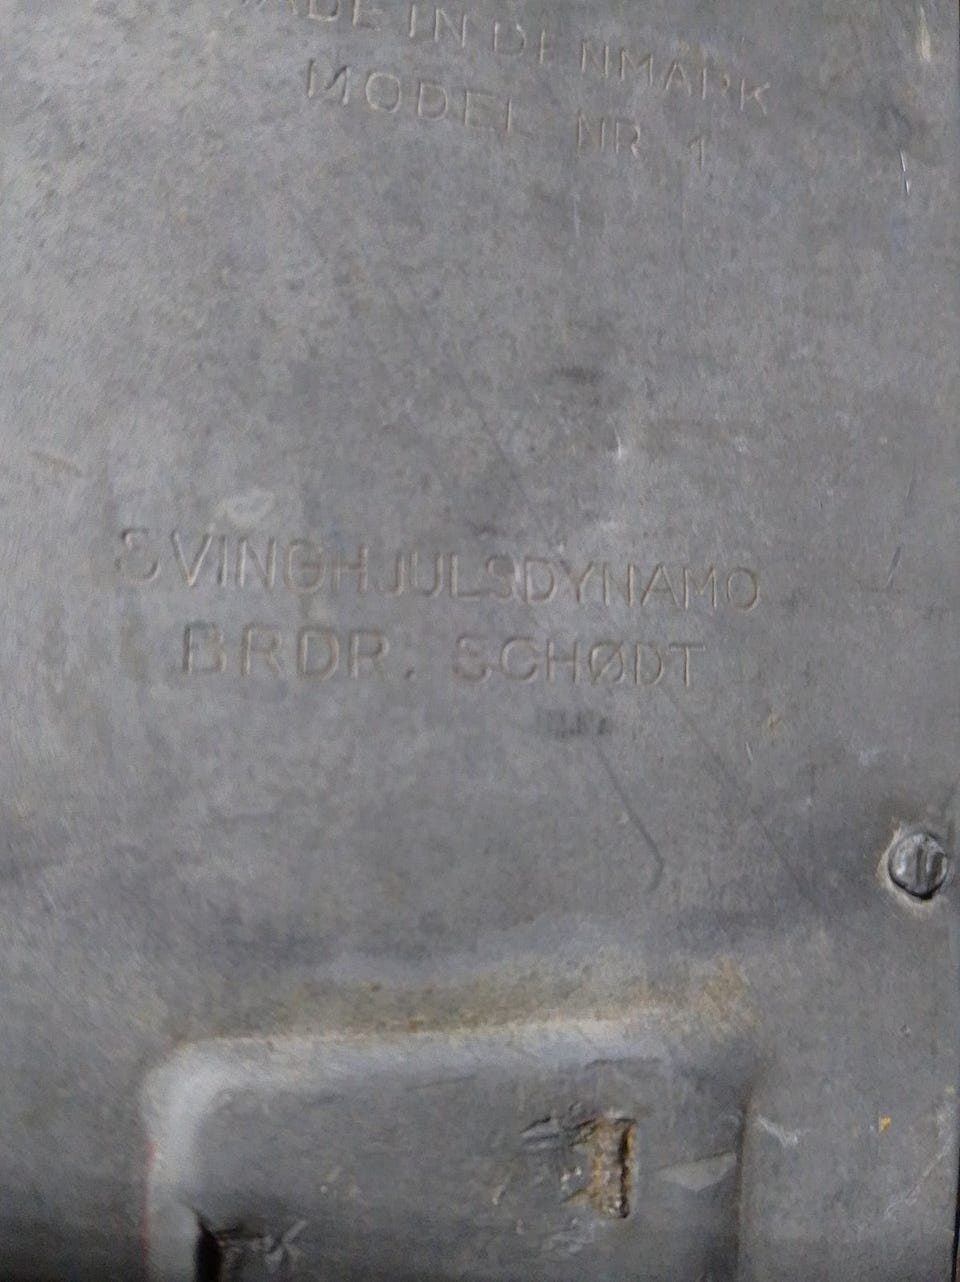 MADE IN DENMARK
MODEL NR 1
SVINGHJULSDYNAMO
BRDR. SCHØDT